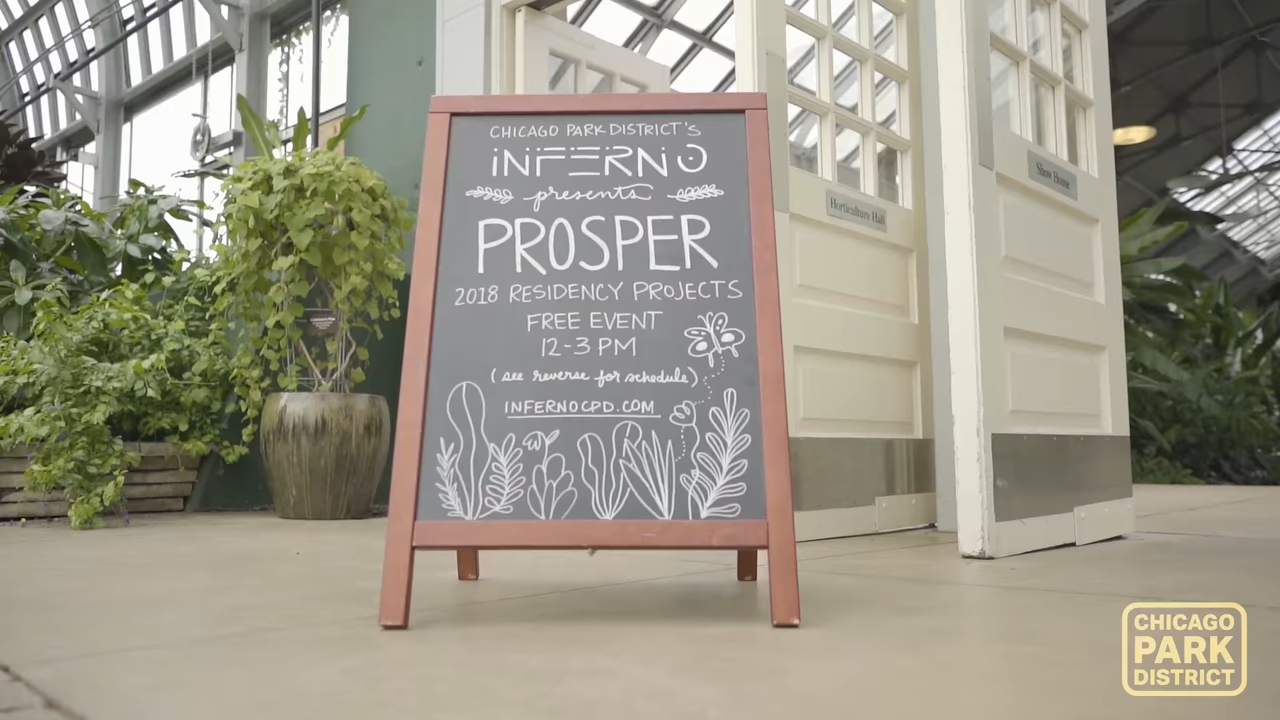 CHICAGO PARK DISTRICT'S
INFERNO
presents
PROSPER
2018 RESIDENCY PROJECTS
FREE EVENT
12-3 PM
(see reverse for schedule)
INFERNOCPD.COM
Horticulture Hall
Show House
CHICAGO
PARK
DISTRICT